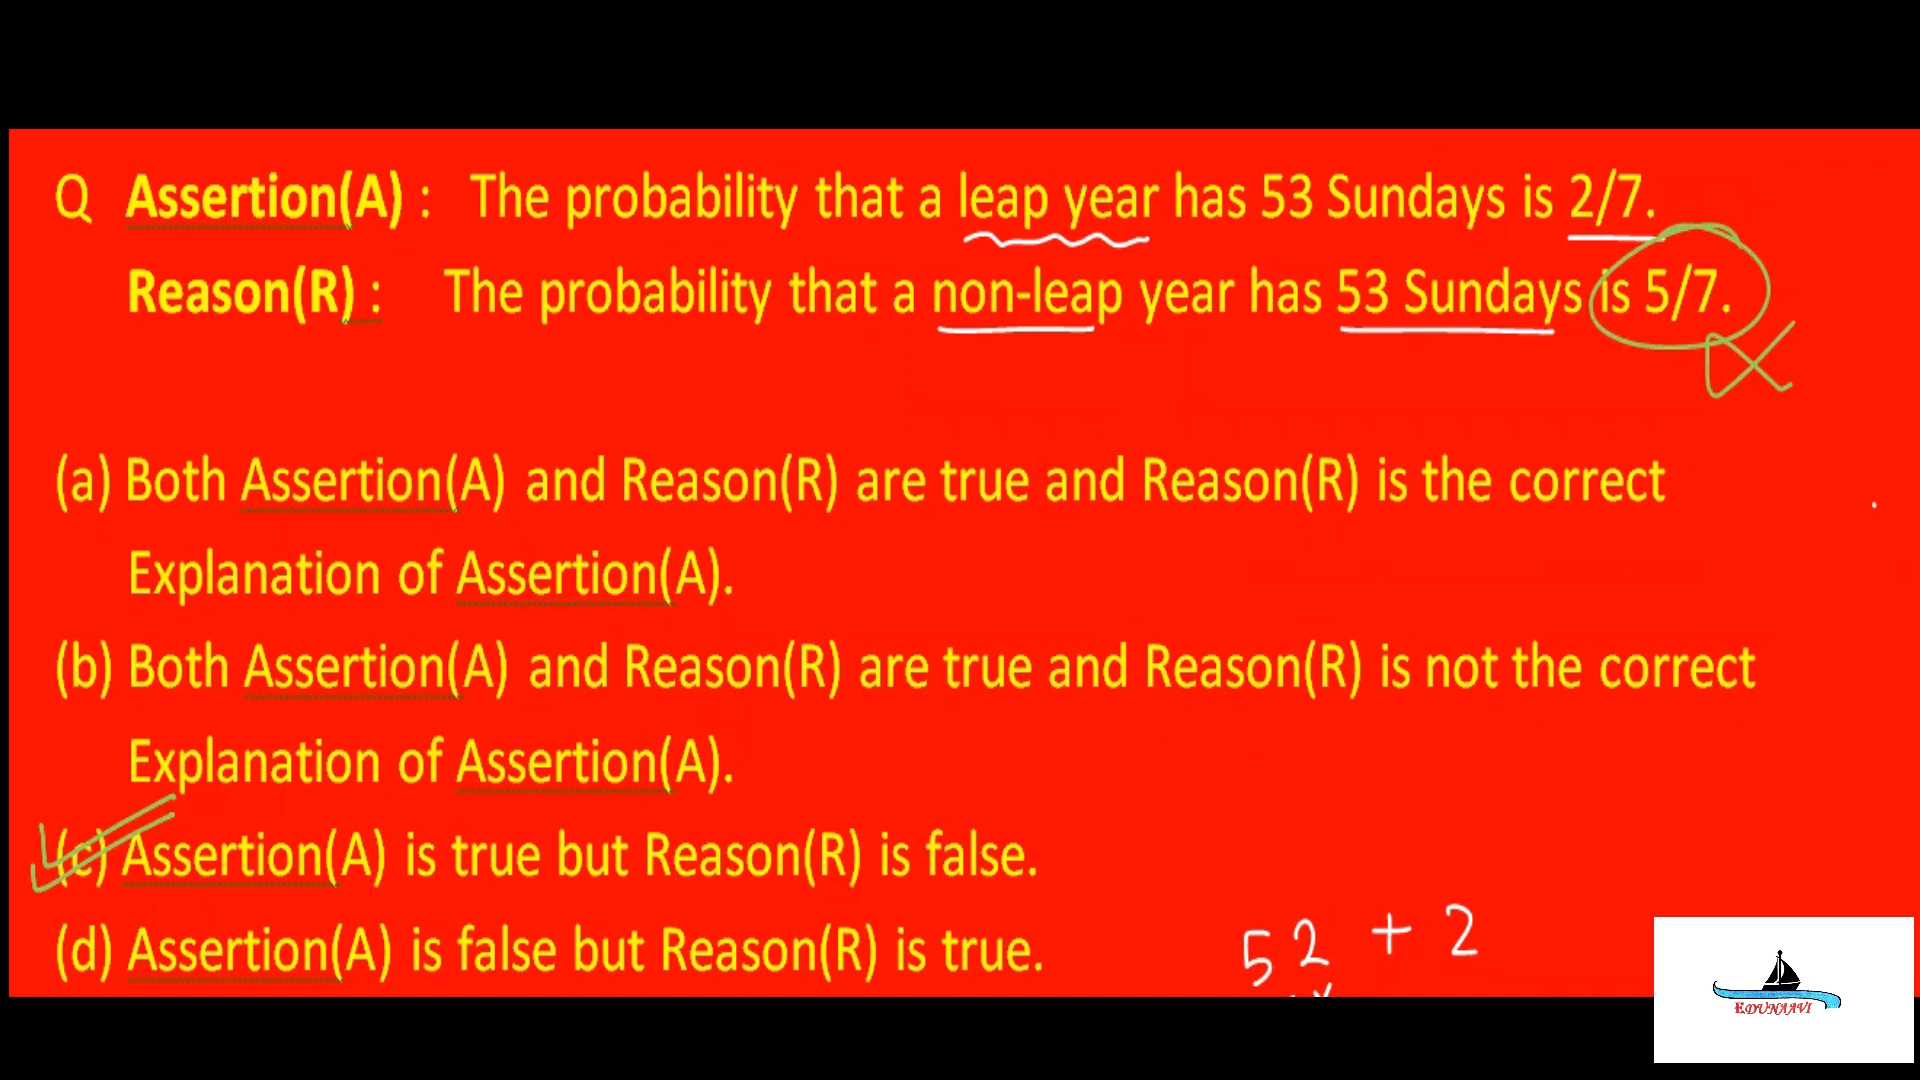 Q Assertion(A) : The probability that a leap year has 53 Sundays is 2/7.
Reason(R) : The probability that a non-leap year has 53 Sundays is 5/7.
(a) Both Assertion(A) and Reason(R) are true and Reason(R) is the correct
Explanation of Assertion(A).
(b) Both Assertion(A) and Reason(R) are true and Reason(R) is not the correct
Explanation of Assertion(A).
(c) Assertion(A) is true but Reason(R) is false.
(d) Assertion(A) is false but Reason(R) is true.
52 + 2
EDUNAAVI